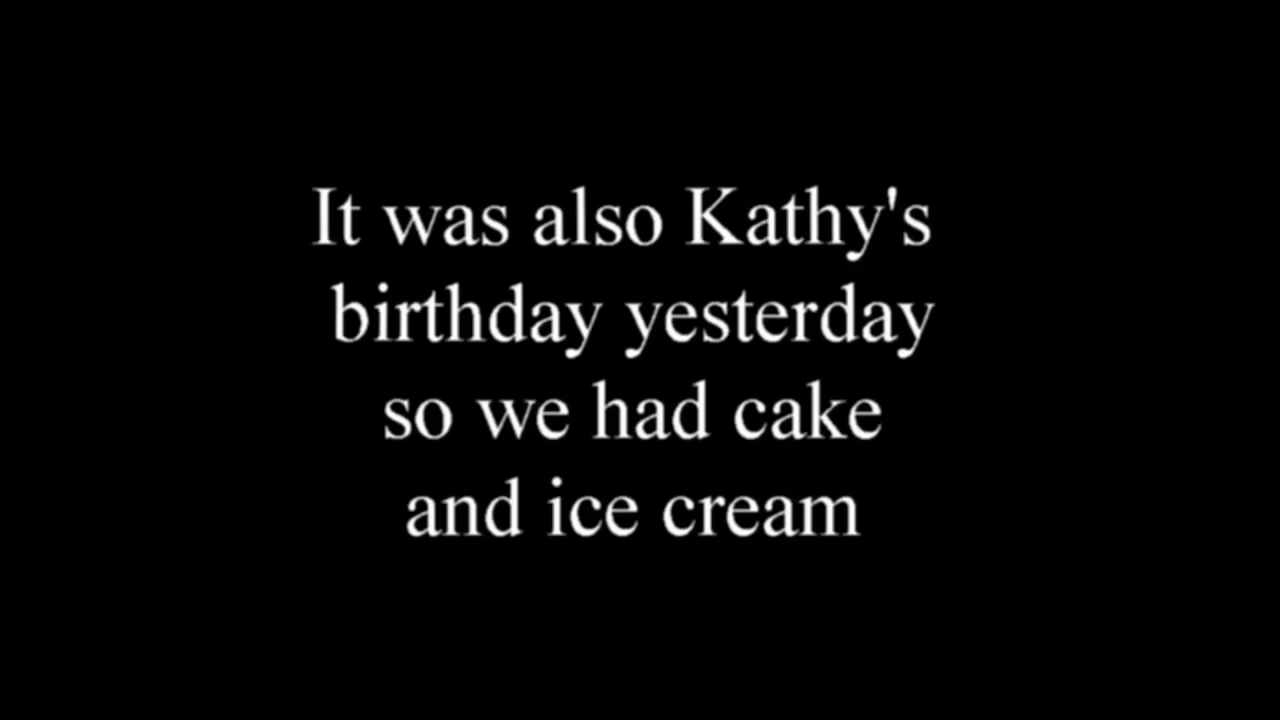 It was also Kathy's
birthday yesterday
so we had cake
and ice cream